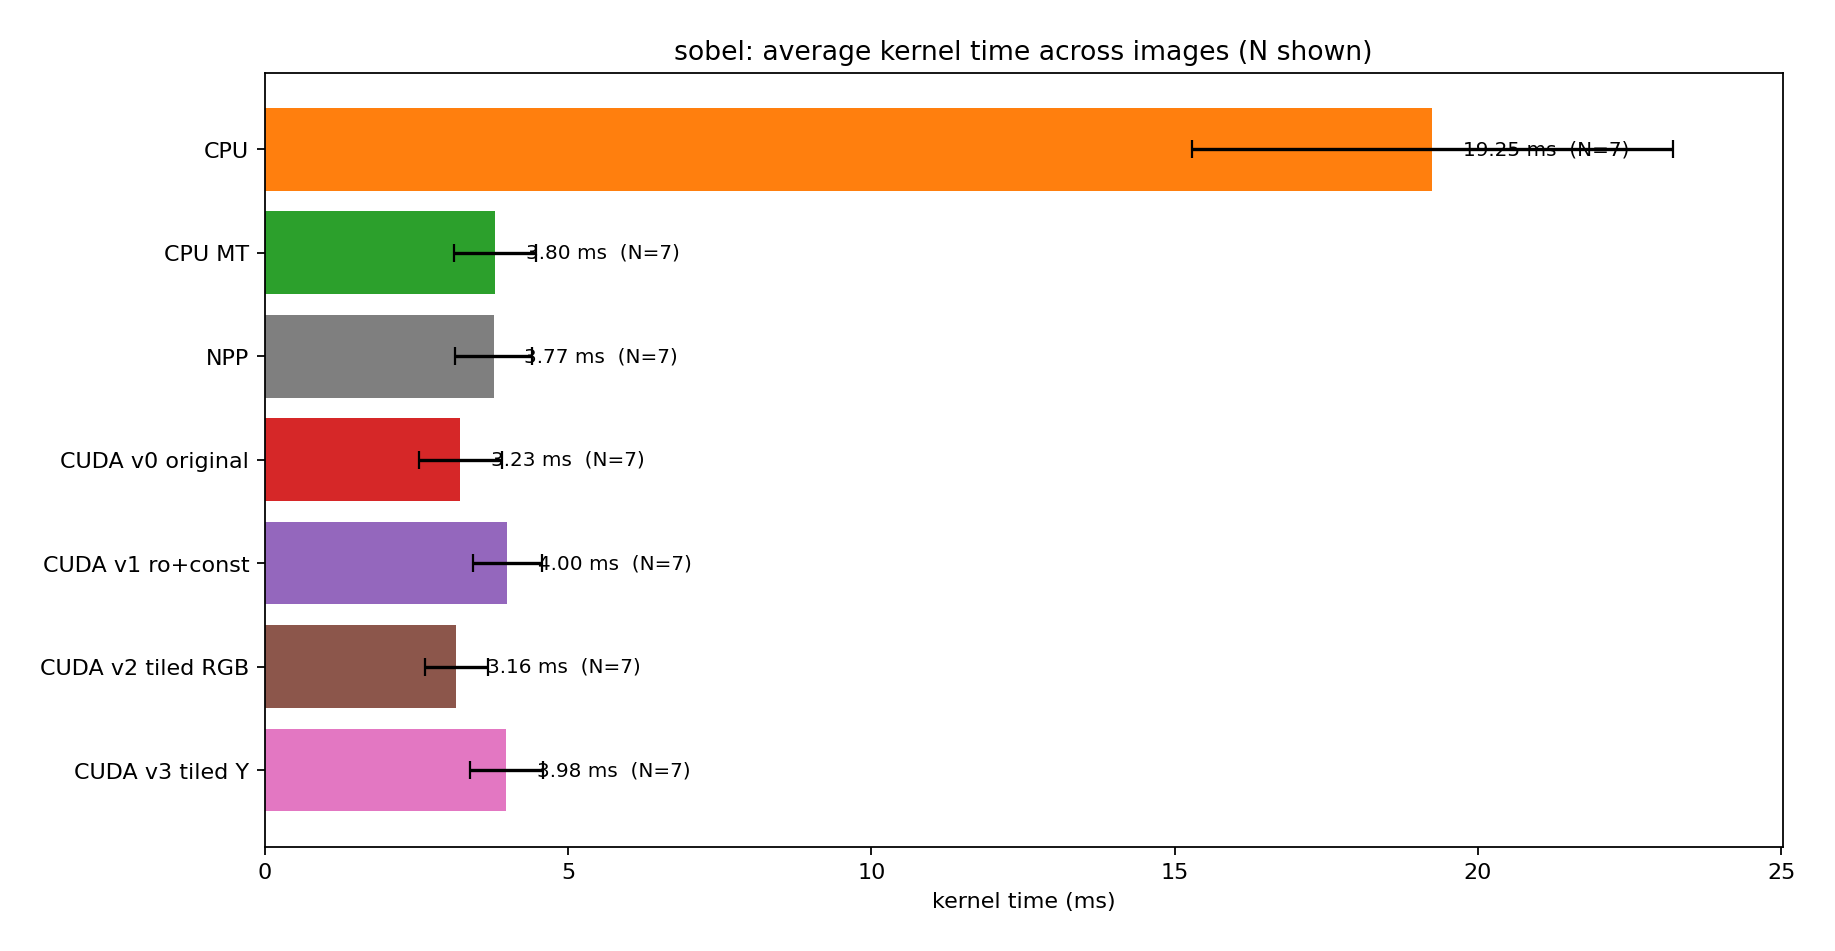 sobel: average kernel time across images (N shown)
CPU
19.25 ms (N=7)
CPU MT
3.80 ms (N=7)
NPP
3.77 ms (N=7)
CUDA v0 original
3.23 ms (N=7)
CUDA v1 ro+const
4.00 ms (N=7)
CUDA v2 tiled RGB
3.16 ms (N=7)
CUDA v3 tiled Y
3.98 ms (N=7)
0 5 10 15 20 25
kernel time (ms)